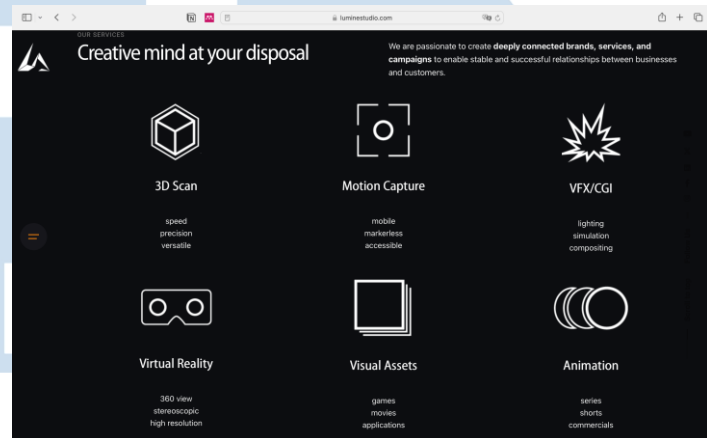 luminestudio.com
OUR SERVICES
Creative mind at your disposal
We are passionate to create deeply connected brands, services, and
campaigns to enable stable and successful relationships between businesses
and customers.
3D Scan
Motion Capture
VFX/CGI
speed
precision
versatile
mobile
markerless
accessible
lighting
simulation
compositing
Virtual Reality
Visual Assets
Animation
360 view
stereoscopic
high resolution
games
movies
applications
series
shorts
commercials